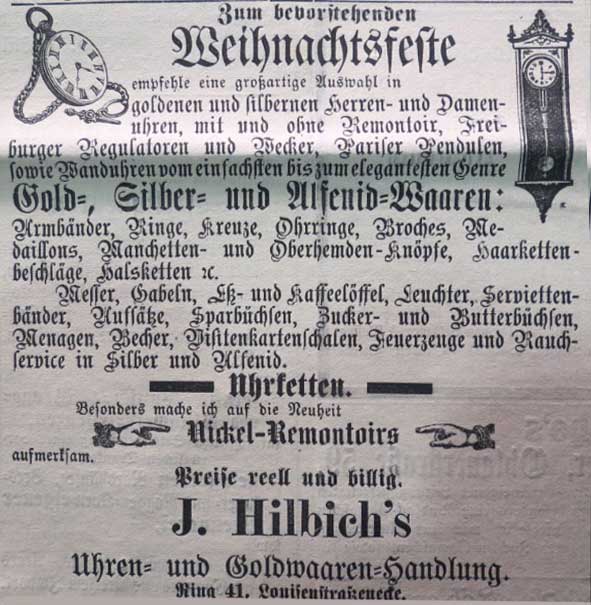 Zum bevorstehenden
Weihnachtsfeste
empfehle eine großartige Auswahl in
goldenen und silbernen Herren- und Damen-
uhren, mit und ohne Remontoir, Frei-
burger Regulatoren und Wecker, Pariser Pendulen,
sowie Wanduhren vom einfachsten bis zum elegantesten Genre
Gold-, Silber- und Alfenid-Waaren:
Armbänder, Ringe, Kreuze, Ohrringe, Broches, Me-
daillons, Manchetten- und Oberhemden-Knöpfe, Haarketten-
beschläge, Halsketten ꝛc.
Messer, Gabeln, Eß- und Kaffeelöffel, Leuchter, Servietten-
bänder, Aufsätze, Sparbüchsen, Zucker- und Butterbüchsen,
Menagen, Becher, Visitenkartenschalen, Feuerzeuge und Rauch-
service in Silber und Alfenid.
Uhrketten.
Besonders mache ich auf die Neuheit
Nickel-Remontoirs
aufmerksam.
Preise reell und billig.
J. Hilbich's
Uhren- und Goldwaaren-Handlung.
Ring 41, Louisenstraßenecke.